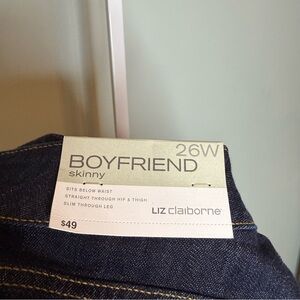 26W
BOYFRIEND
skinny
SITS BELOW WAIST
STRAIGHT THROUGH HIP & THIGH
SLIM THROUGH LEG
LIZ claiborne
$49